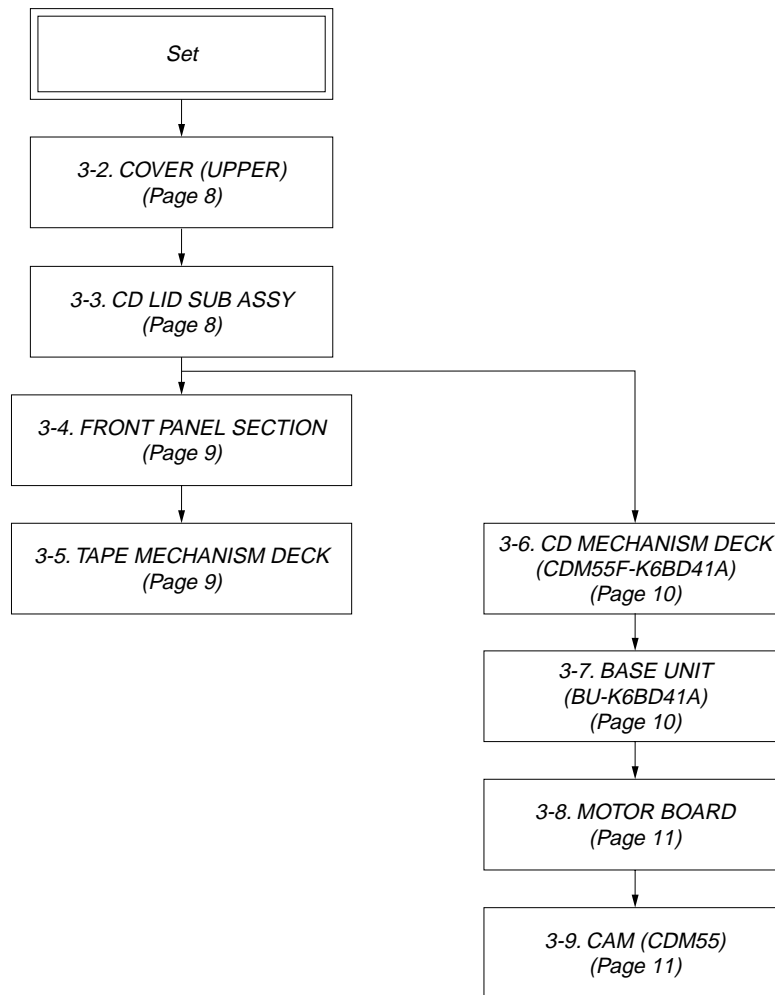 Set
3-2. COVER (UPPER)
(Page 8)
3-3. CD LID SUB ASSY
(Page 8)
3-4. FRONT PANEL SECTION
(Page 9)
3-5. TAPE MECHANISM DECK
(Page 9)
3-6. CD MECHANISM DECK
(CDM55F-K6BD41A)
(Page 10)
3-7. BASE UNIT
(BU-K6BD41A)
(Page 10)
3-8. MOTOR BOARD
(Page 11)
3-9. CAM (CDM55)
(Page 11)